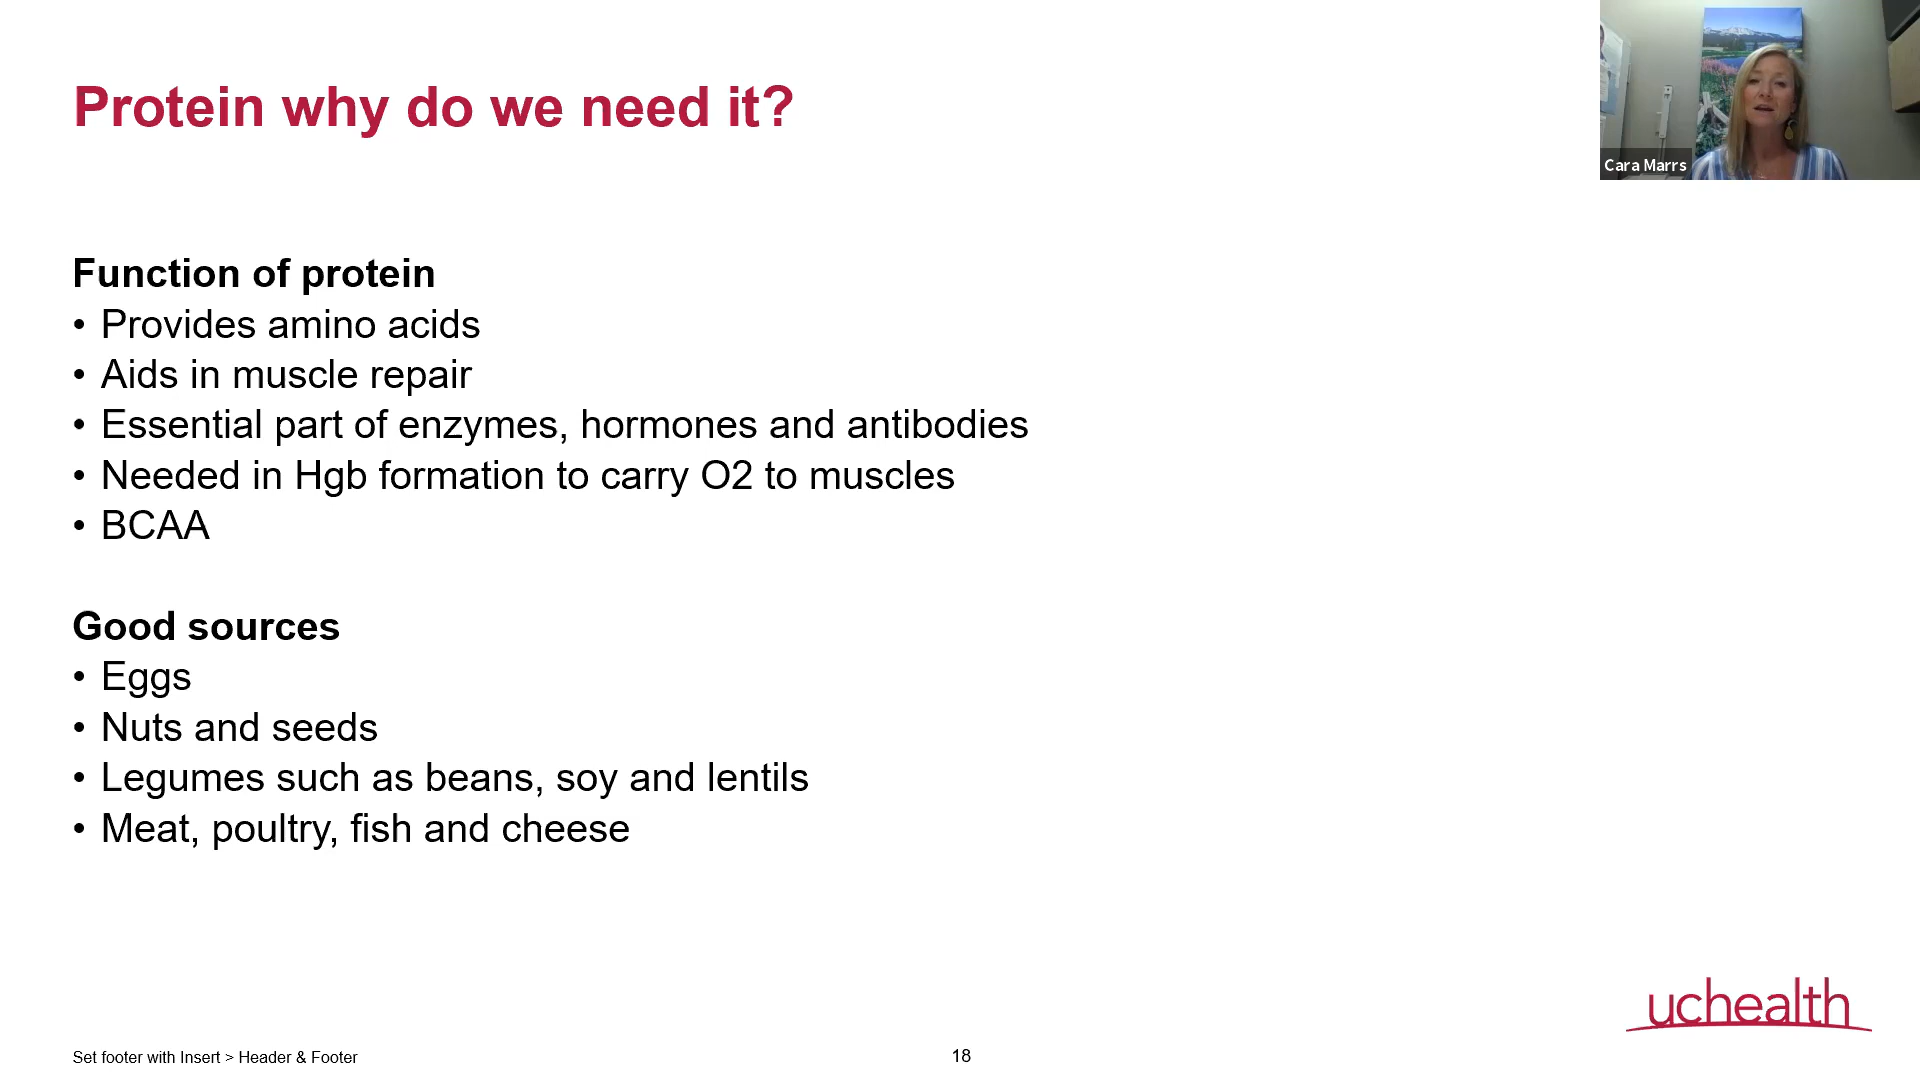 Protein why do we need it?
Cara Marrs
Function of protein
• Provides amino acids
• Aids in muscle repair
• Essential part of enzymes, hormones and antibodies
• Needed in Hgb formation to carry O2 to muscles
• BCAA
Good sources
• Eggs
• Nuts and seeds
• Legumes such as beans, soy and lentils
• Meat, poultry, fish and cheese
uchealth
Set footer with Insert > Header & Footer
18